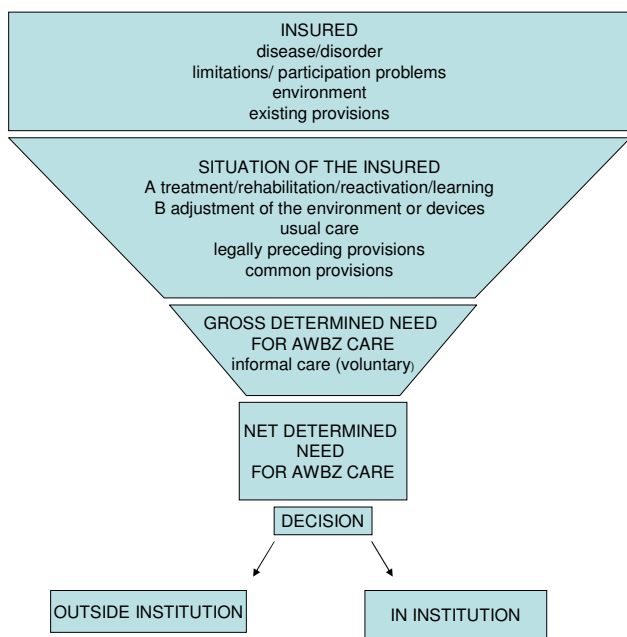 INSURED
disease/disorder
limitations/ participation problems
environment
existing provisions
SITUATION OF THE INSURED
A treatment/rehabilitation/reactivation/learning
B adjustment of the environment or devices
usual care
legally preceding provisions
common provisions
GROSS DETERMINED NEED
FOR AWBZ CARE
informal care (voluntary)
NET DETERMINED
NEED
FOR AWBZ CARE
DECISION
OUTSIDE INSTITUTION
IN INSTITUTION